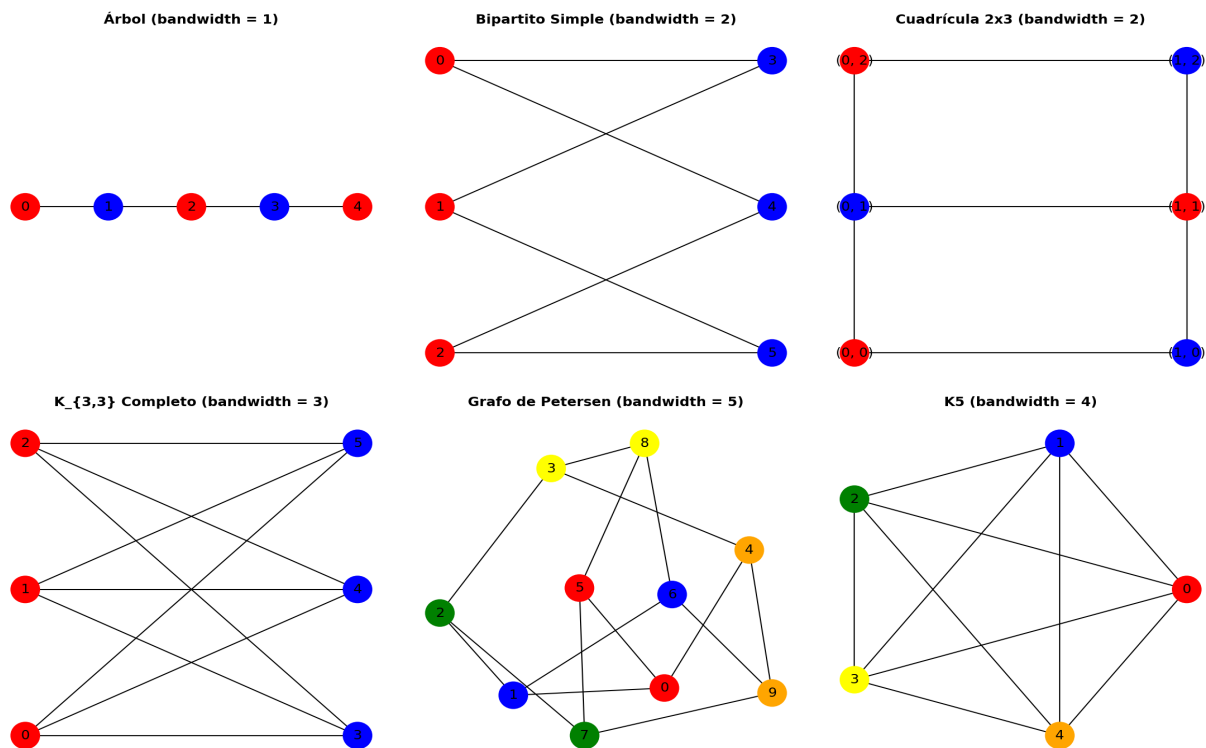 Árbol (bandwidth = 1)
0 1 2 3 4
Bipartito Simple (bandwidth = 2)
0 3
1 4
2 5
Cuadrícula 2x3 (bandwidth = 2)
(0, 2) (1, 2)
(0, 1) (1, 1)
(0, 0) (1, 0)
K_{3,3} Completo (bandwidth = 3)
2 5
1 4
0 3
Grafo de Petersen (bandwidth = 5)
8
3
4
5 6
2
0
1 9
7
K5 (bandwidth = 4)
1
2
0
3
4